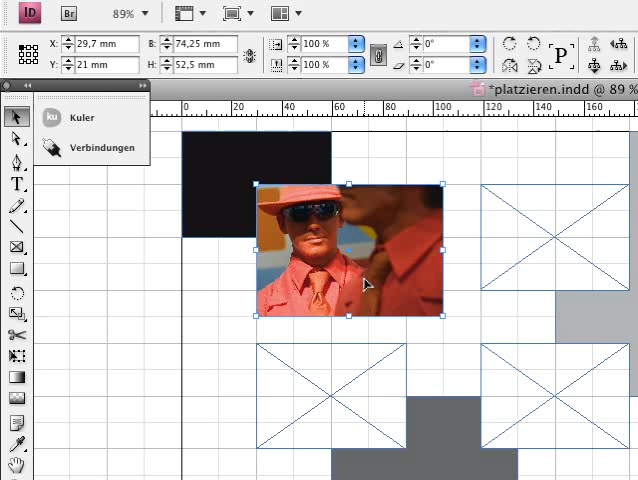 ID Br 89%
X: 29,7 mm B: 74,25 mm 100 % 0° P
Y: 21 mm H: 52,5 mm 100 % 0°
*platzieren.indd @ 89 %
ku Kuler
Verbindungen
0 20 40 60 80 100 120 140 160
T